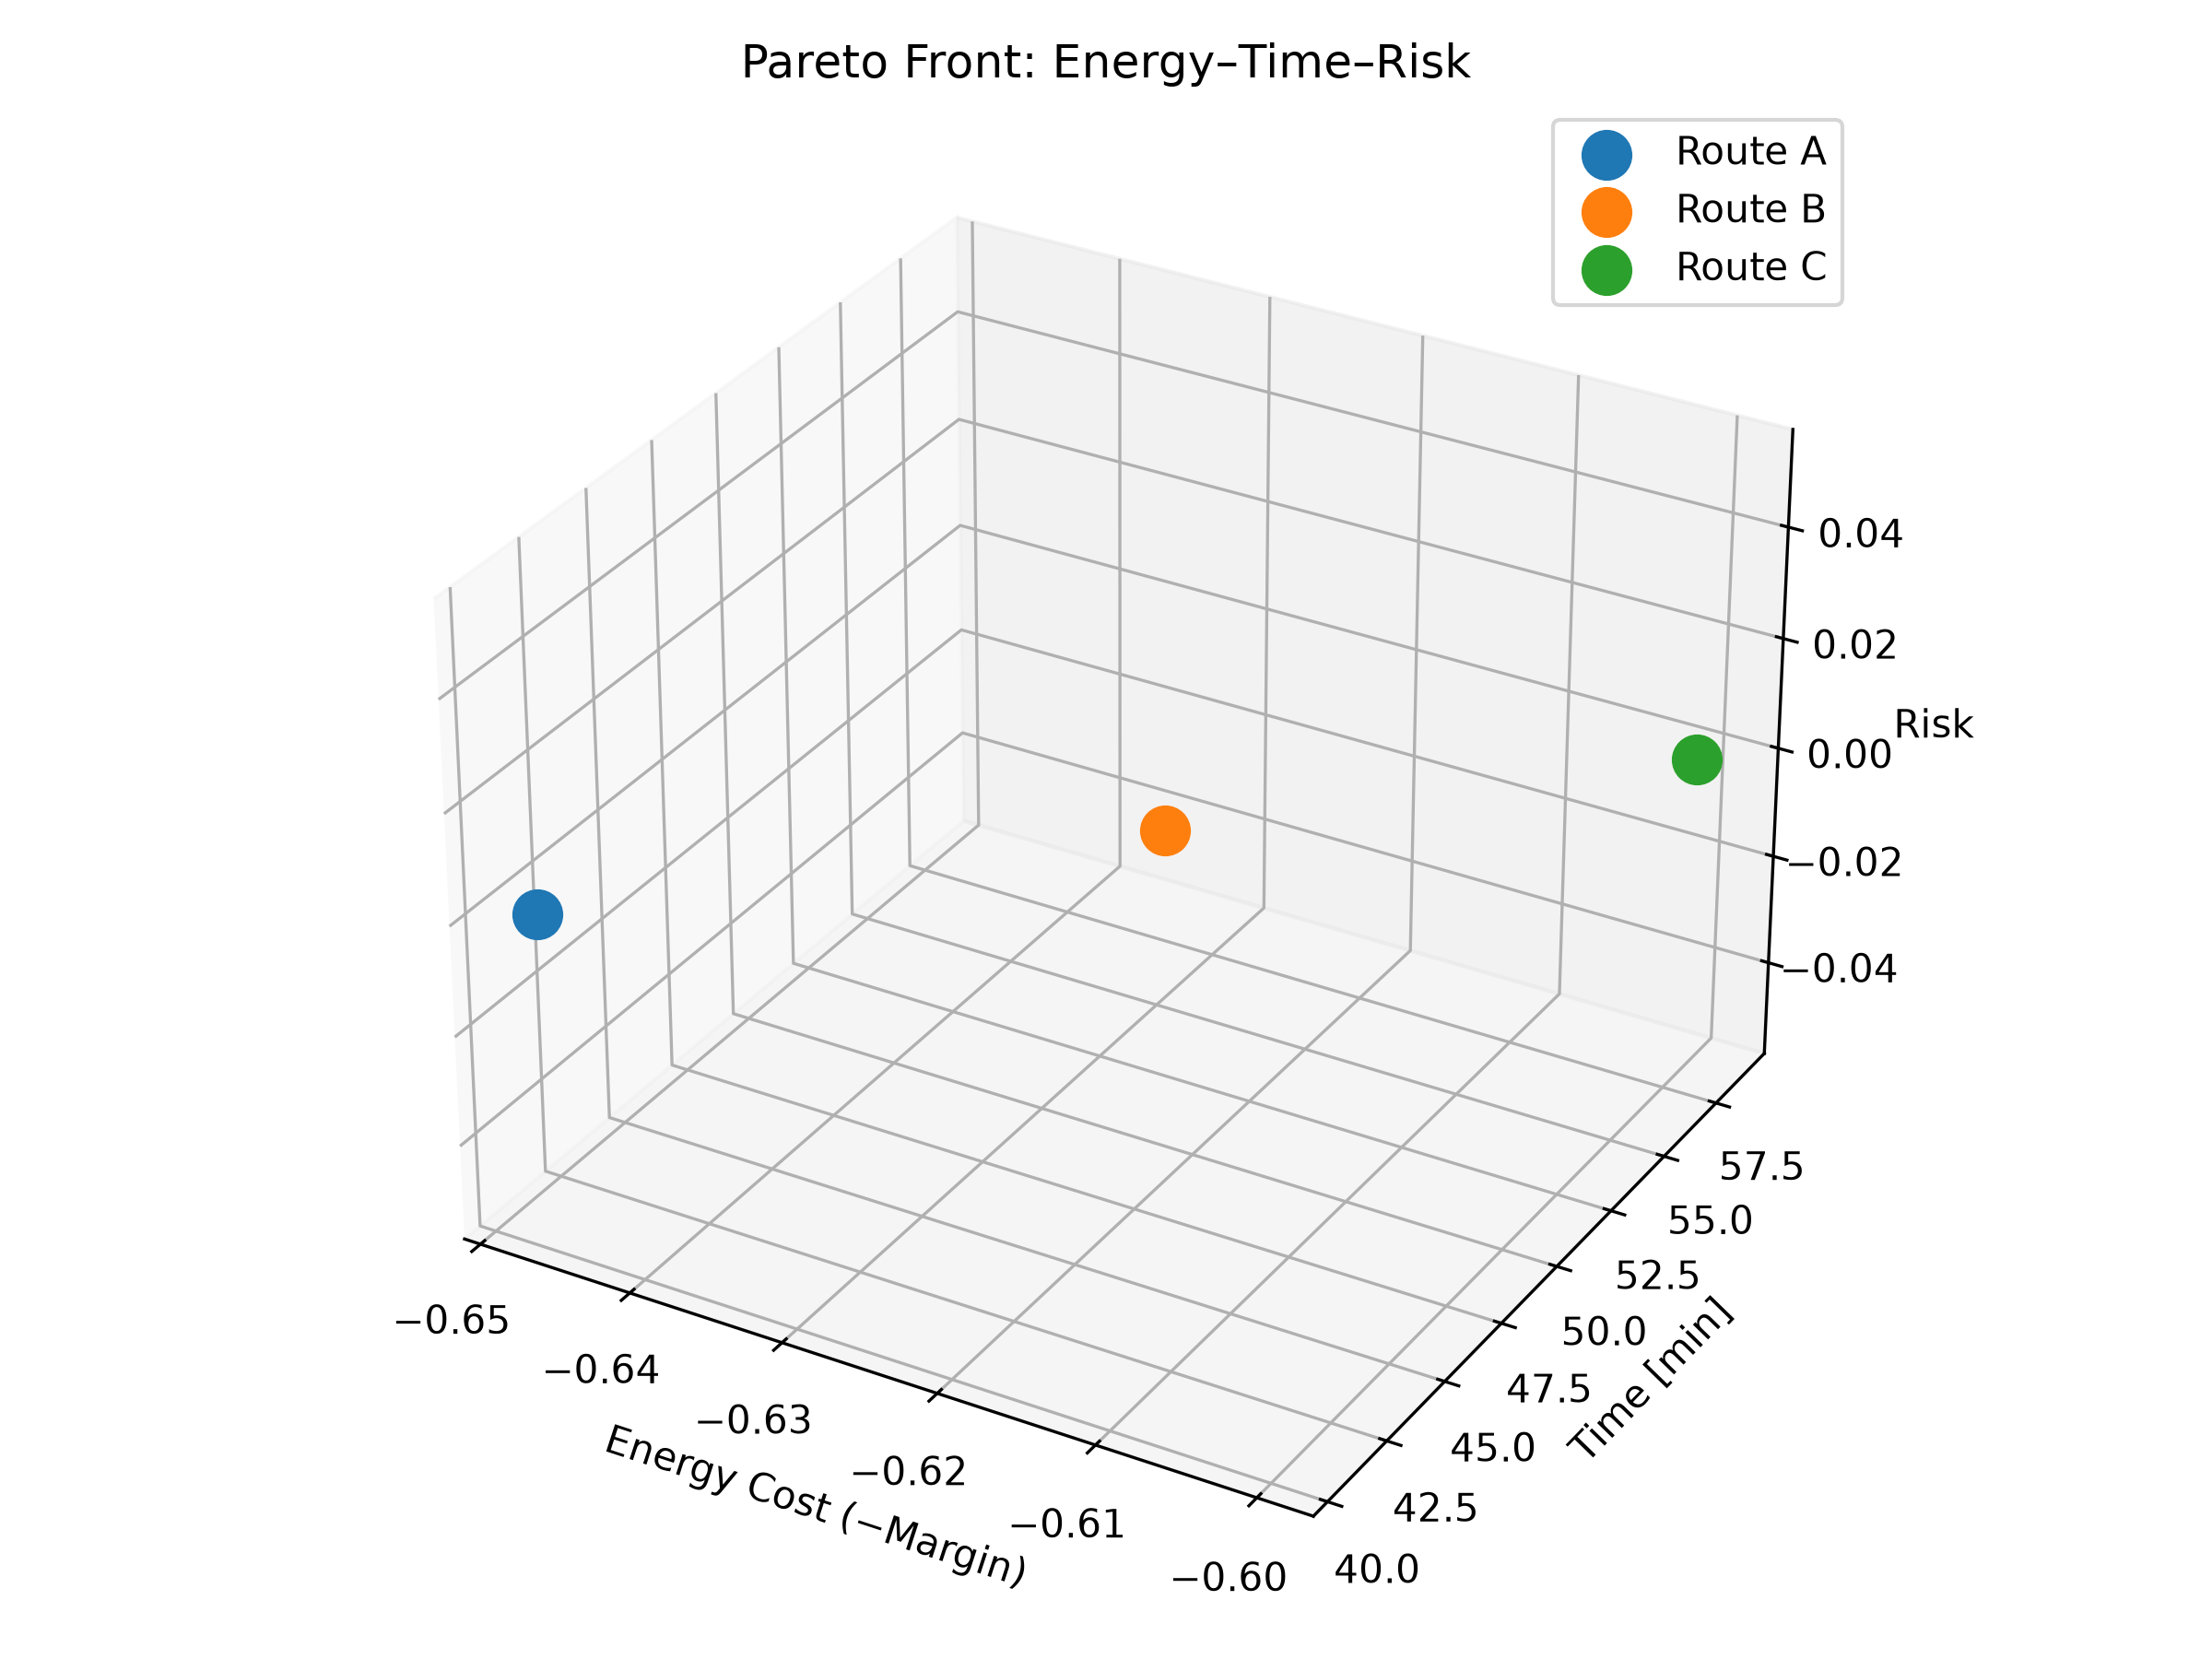 Pareto Front: Energy–Time–Risk
Route A
Route B
Route C
0.04
0.02
0.00
−0.02
−0.04
Risk
57.5
55.0
52.5
50.0
47.5
45.0
42.5
40.0
Time [min]
−0.65
−0.64
−0.63
−0.62
−0.61
−0.60
Energy Cost (−Margin)